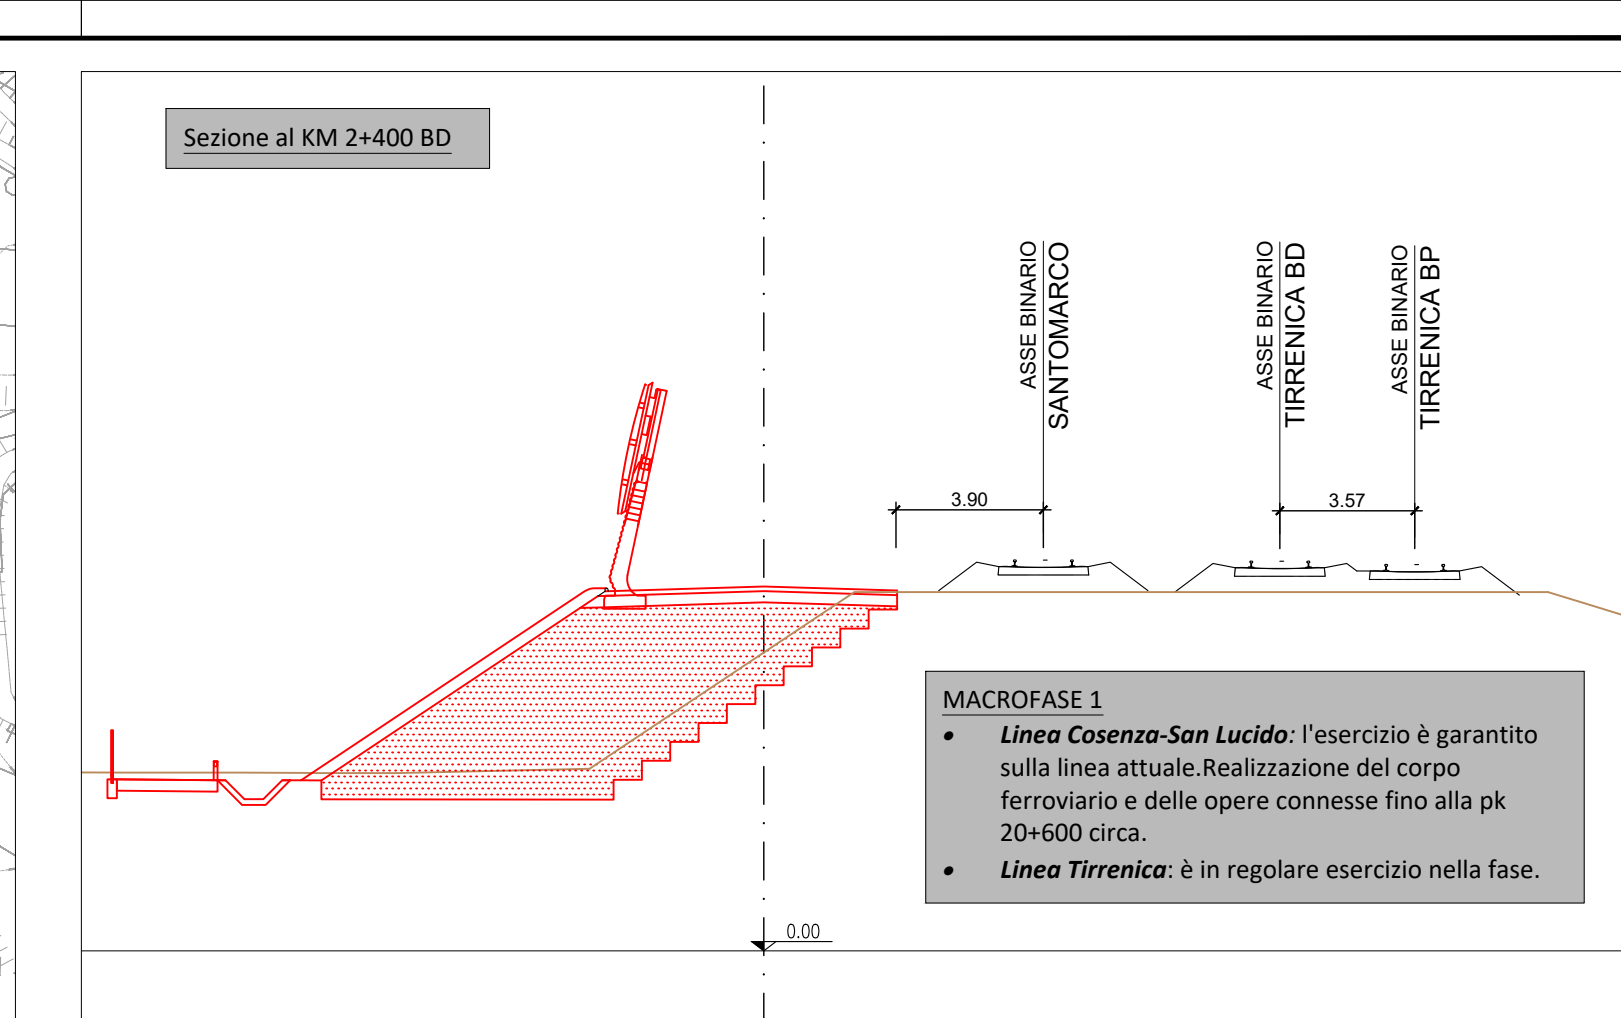 Sezione al KM 2+400 BD
ASSE BINARIO
SANTOMARCO
ASSE BINARIO
TIRRENICA BD
ASSE BINARIO
TIRRENICA BP
3.90
3.57
MACROFASE 1
• Linea Cosenza-San Lucido: l'esercizio è garantito
sulla linea attuale.Realizzazione del corpo
ferroviario e delle opere connesse fino alla pk
20+600 circa.
• Linea Tirrenica: è in regolare esercizio nella fase.
0.00